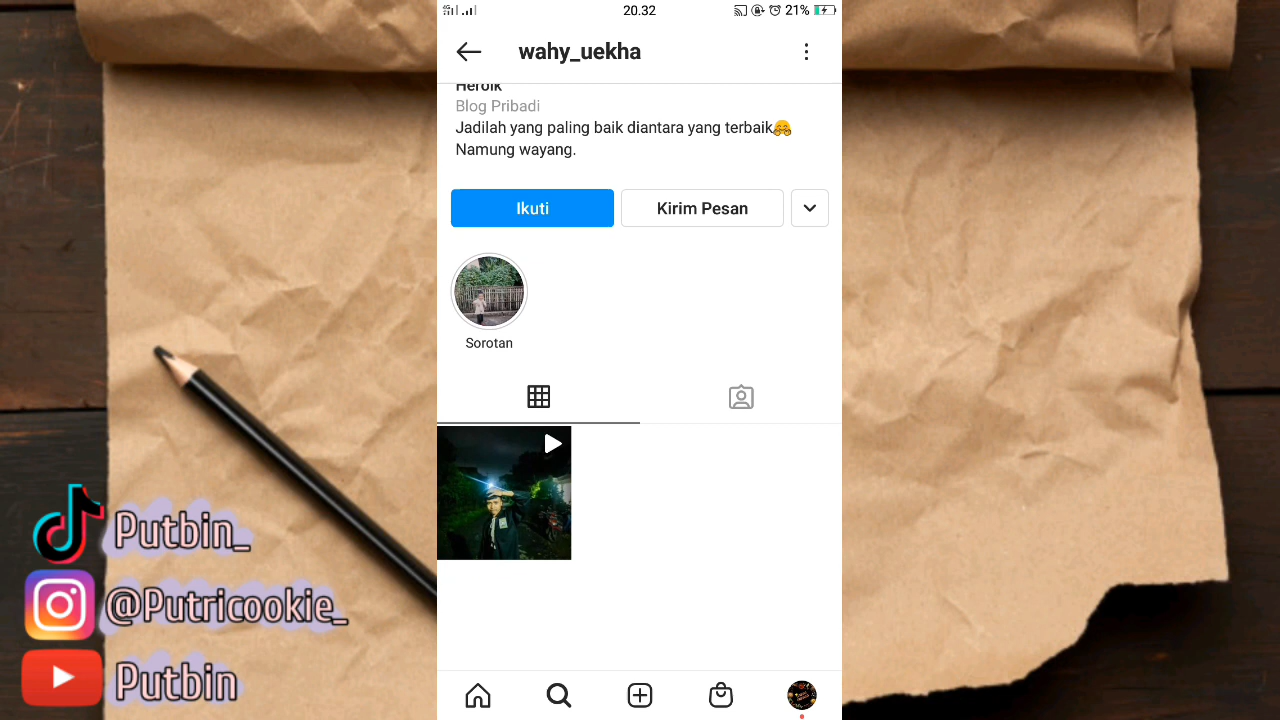 20.32
21%
wahy_uekha
Heroik
Blog Pribadi
Jadilah yang paling baik diantara yang terbaik🤗
Namung wayang.
Ikuti
Kirim Pesan
Sorotan
Putbin_
@Putricookie_
Putbin